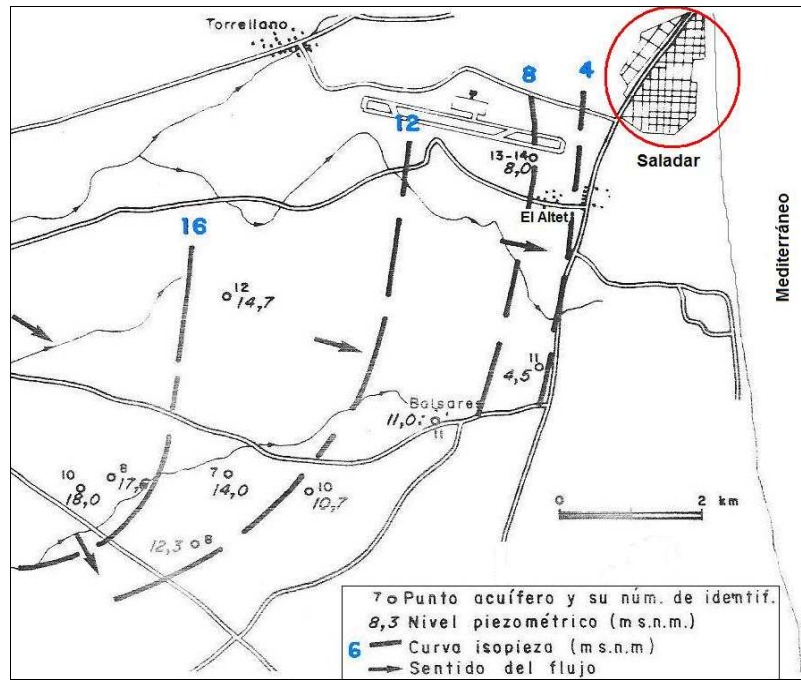 Torrellano
8
4
12
13-14
8,0
Saladar
El Altet
Mediterráneo
16
12
14,7
11
4,5
Balsares
11,0
11
10
18,0
8
17,6
7
14,0
10
10,7
12,3
8
0
2
km
7 Punto acuífero y su núm. de identif.
8,3 Nivel piezométrico (m s.n.m.)
6 Curva isopieza (m s.n.m)
Sentido del flujo